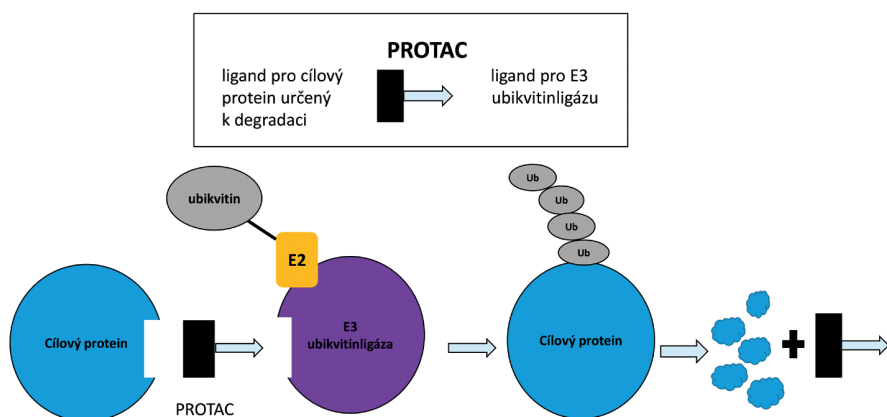 PROTAC
ligand pro cílový
protein určený
k degradaci
ligand pro E3
ubikvitinligázu
ubikvitin
E2
Ub
Ub
Ub
Ub
Cílový protein
PROTAC
E3
ubikvitinligáza
Cílový protein